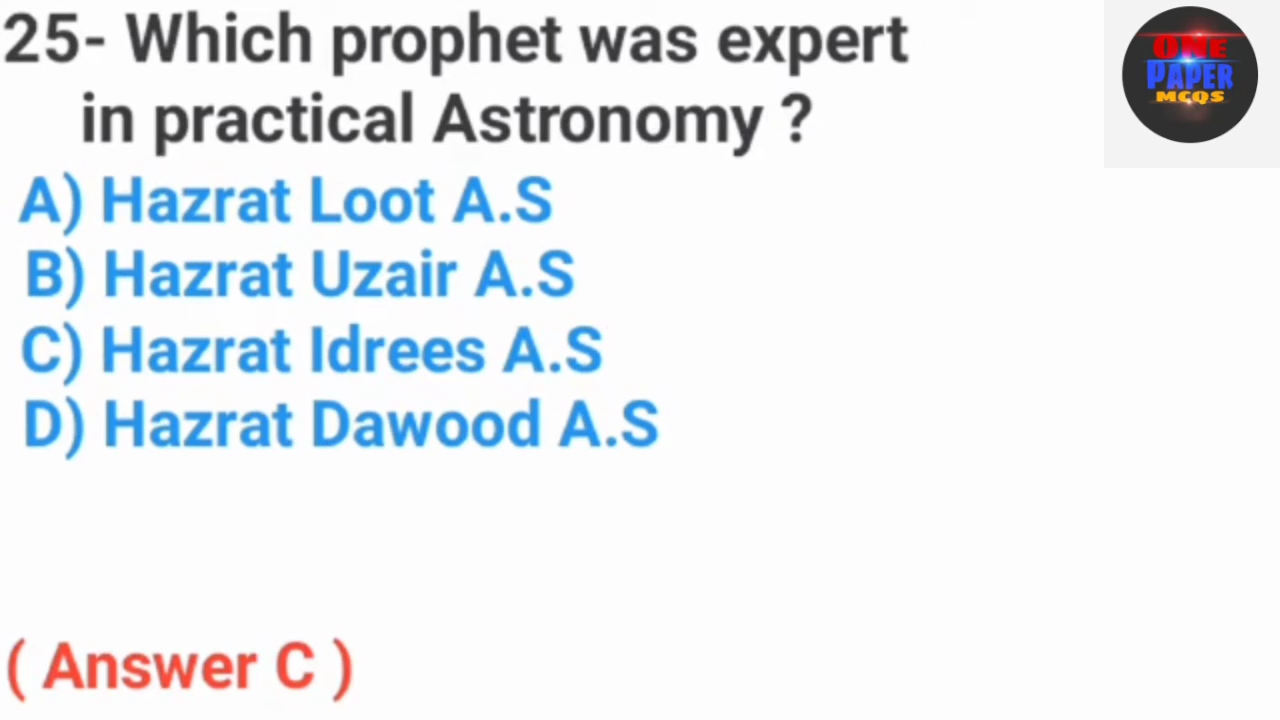 25- Which prophet was expert
in practical Astronomy ?
A) Hazrat Loot A.S
B) Hazrat Uzair A.S
C) Hazrat Idrees A.S
D) Hazrat Dawood A.S
( Answer C )
ONE
PAPER
MCQS